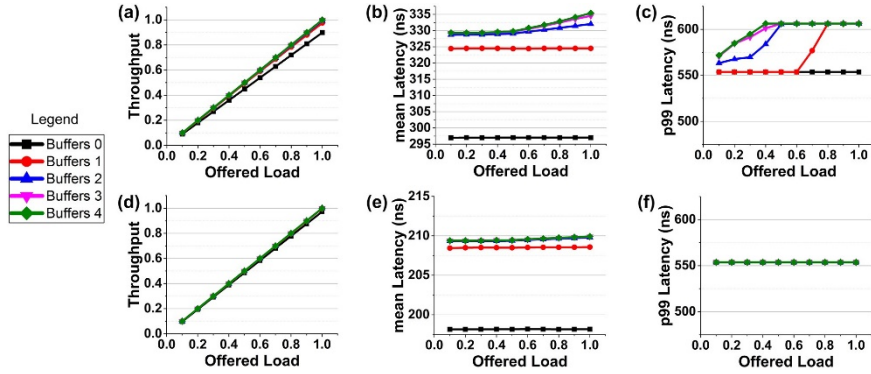 Legend
Buffers 0
Buffers 1
Buffers 2
Buffers 3
Buffers 4
(a)
Throughput
1.0
0.8
0.6
0.4
0.2
0.0
0.0 0.2 0.4 0.6 0.8 1.0
Offered Load
(b)
mean Latency (ns)
335
330
325
320
315
310
305
300
295
0.0 0.2 0.4 0.6 0.8 1.0
Offered Load
(c)
p99 Latency (ns)
600
550
500
0.0 0.2 0.4 0.6 0.8 1.0
Offered Load
(d)
Throughput
1.0
0.8
0.6
0.4
0.2
0.0
0.0 0.2 0.4 0.6 0.8 1.0
Offered Load
(e)
mean Latency (ns)
215
210
205
200
0.0 0.2 0.4 0.6 0.8 1.0
Offered Load
(f)
p99 Latency (ns)
600
550
500
0.0 0.2 0.4 0.6 0.8 1.0
Offered Load